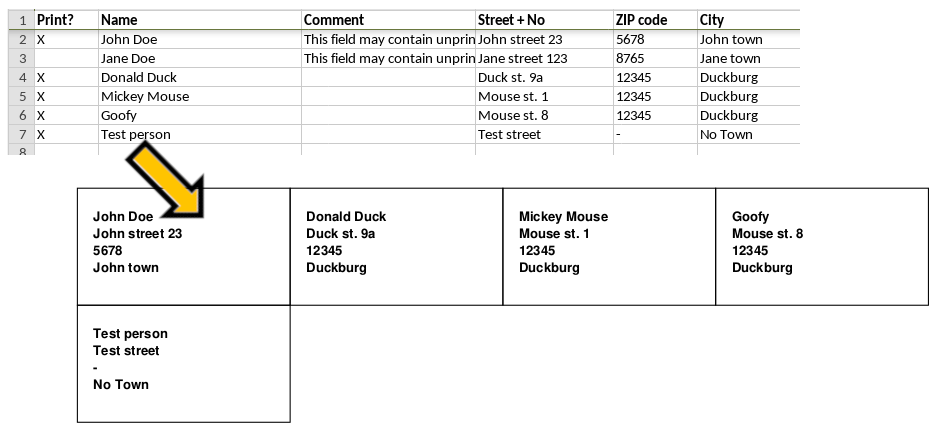 1 Print? Name Comment Street + No ZIP code City
2 X John Doe This field may contain unprin John street 23 5678 John town
3 Jane Doe This field may contain unprin Jane street 123 8765 Jane town
4 X Donald Duck Duck st. 9a 12345 Duckburg
5 X Mickey Mouse Mouse st. 1 12345 Duckburg
6 X Goofy Mouse st. 8 12345 Duckburg
7 X Test person Test street - No Town
8
John Doe
John street 23
5678
John town
Donald Duck
Duck st. 9a
12345
Duckburg
Mickey Mouse
Mouse st. 1
12345
Duckburg
Goofy
Mouse st. 8
12345
Duckburg
Test person
Test street
-
No Town